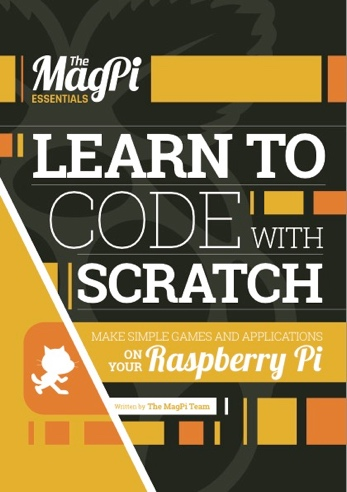 The
MagPi
ESSENTIALS
LEARN TO
CODE WITH
SCRATCH
MAKE SIMPLE GAMES AND APPLICATIONS
ON YOUR Raspberry Pi
Written by The MagPi Team